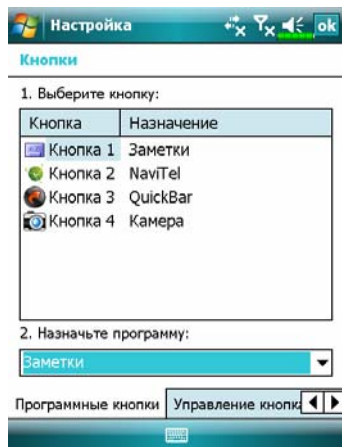 Настройка ok
Кнопки
1. Выберите кнопку:
Кнопка Назначение
Кнопка 1 Заметки
Кнопка 2 NaviTel
Кнопка 3 QuickBar
Кнопка 4 Камера
2. Назначьте программу:
Заметки
Программные кнопки Управление кнопк